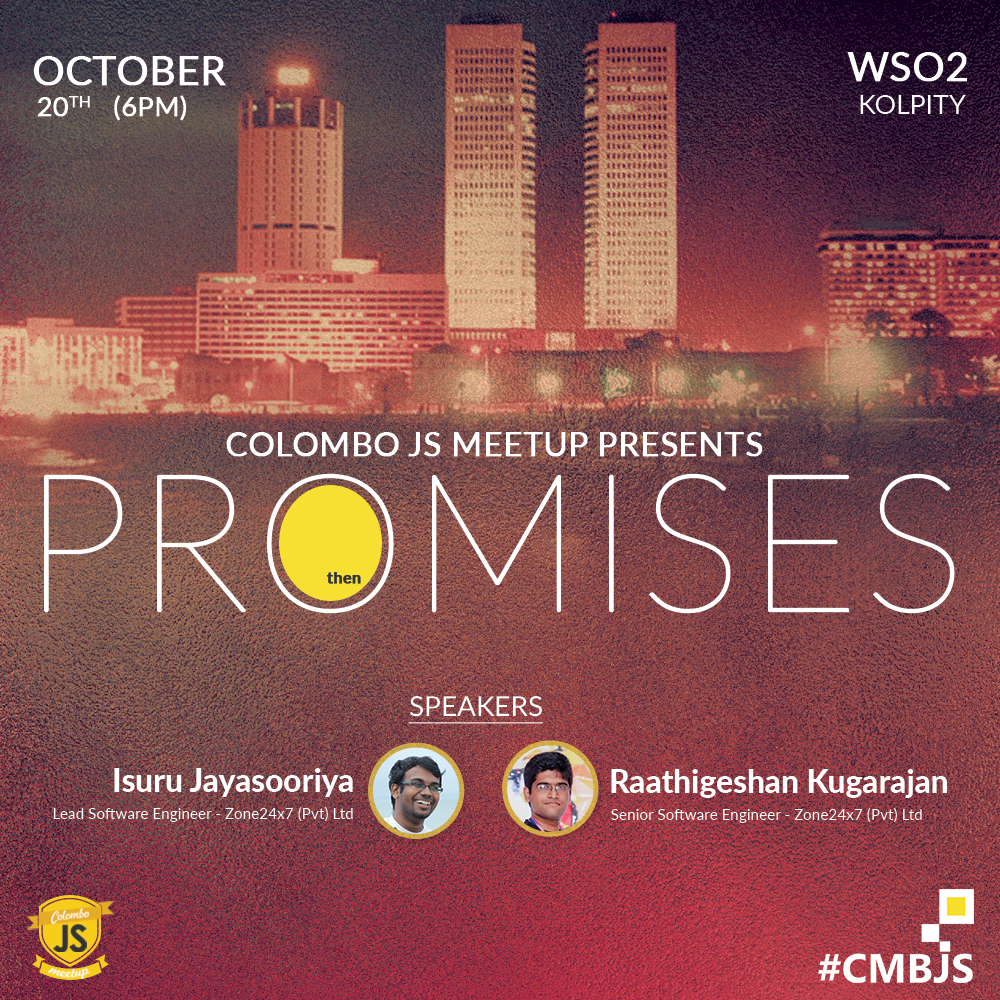 OCTOBER
20TH (6PM)
WSO2
KOLPITY
COLOMBO JS MEETUP PRESENTS
PROMISES
then
SPEAKERS
Isuru Jayasooriya
Lead Software Engineer - Zone24x7 (Pvt) Ltd
Raathigeshan Kugarajan
Senior Software Engineer - Zone24x7 (Pvt) Ltd
Colombo
JS
meetup
#CMBJS